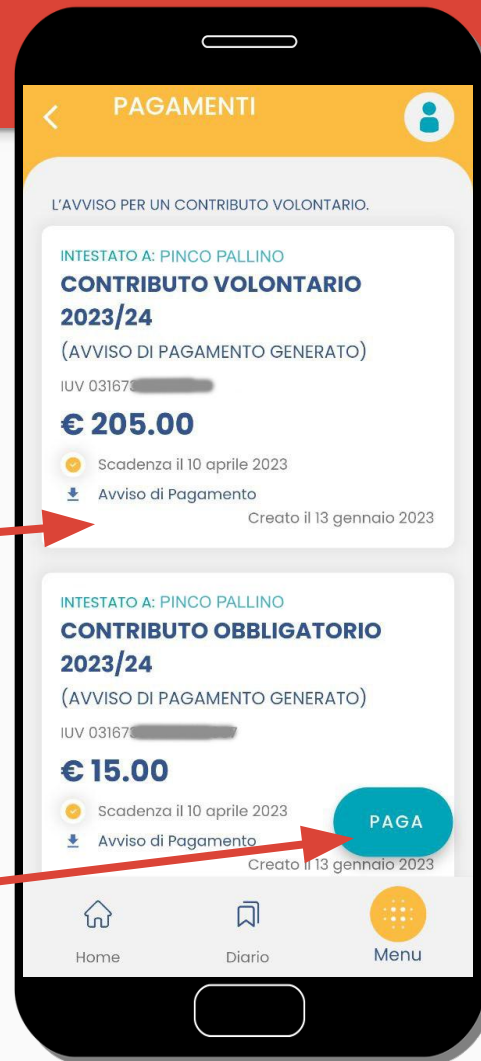 PAGAMENTI
L'AVVISO PER UN CONTRIBUTO VOLONTARIO.
INTESTATO A: PINCO PALLINO
CONTRIBUTO VOLONTARIO
2023/24
(AVVISO DI PAGAMENTO GENERATO)
IUV 03167
€ 205.00
Scadenza il 10 aprile 2023
Avviso di Pagamento
Creato il 13 gennaio 2023
INTESTATO A: PINCO PALLINO
CONTRIBUTO OBBLIGATORIO
2023/24
(AVVISO DI PAGAMENTO GENERATO)
IUV 03167
€ 15.00
Scadenza il 10 aprile 2023
PAGA
Avviso di Pagamento
Creato il 13 gennaio 2023
Home
Diario
Menu